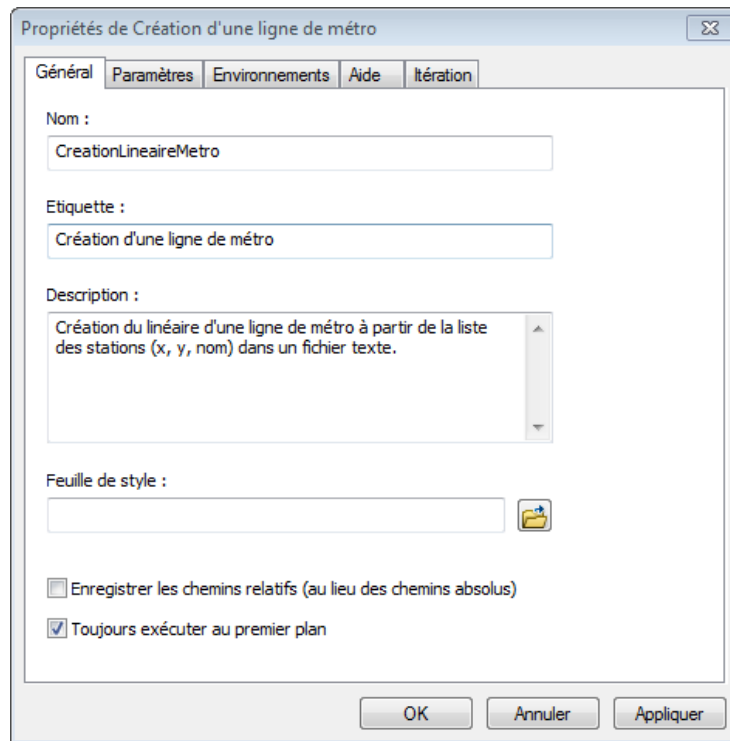 Propriétés de Création d'une ligne de métro
Général Paramètres Environnements Aide Itération
Nom :
CreationLineaireMetro
Etiquette :
Création d'une ligne de métro
Description :
Création du linéaire d'une ligne de métro à partir de la liste
des stations (x, y, nom) dans un fichier texte.
Feuille de style :
Enregistrer les chemins relatifs (au lieu des chemins absolus)
Toujours exécuter au premier plan
OK Annuler Appliquer